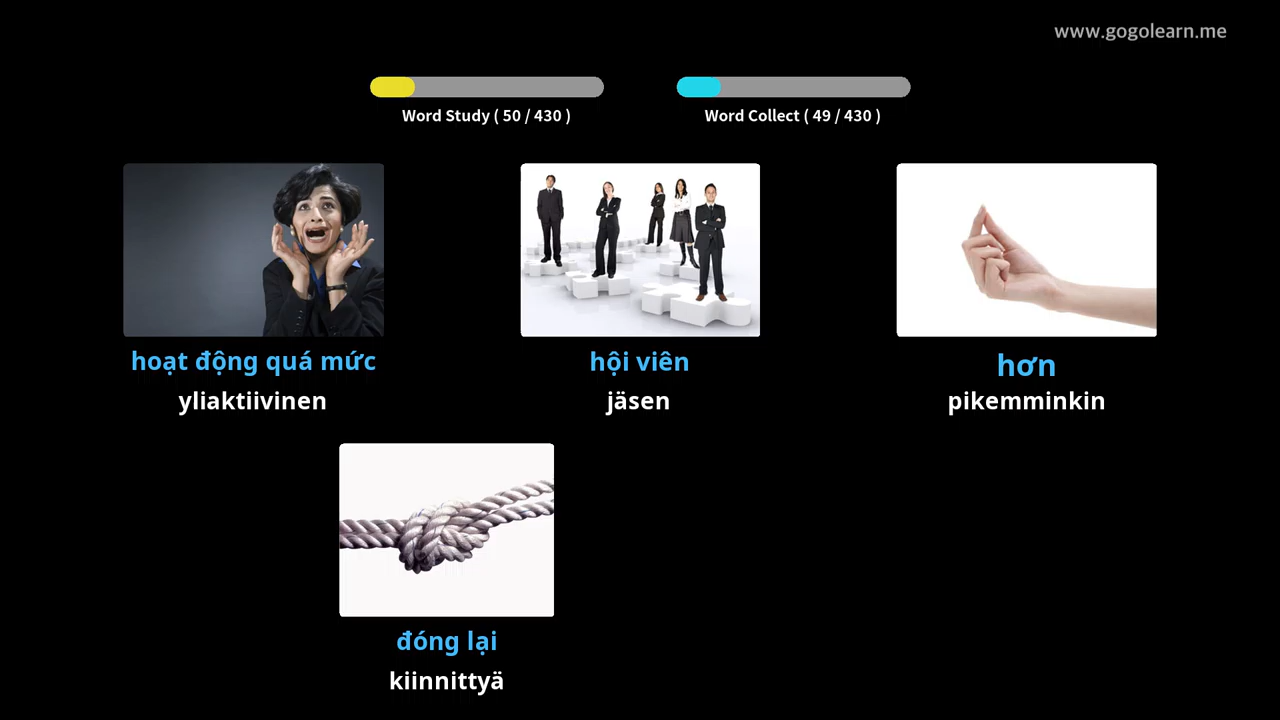 www.gogolearn.me
Word Study ( 50 / 430 )
Word Collect ( 49 / 430 )
hoạt động quá mức
yliaktiivinen
hội viên
jäsen
hơn
pikemminkin
đóng lại
kiinnittyä